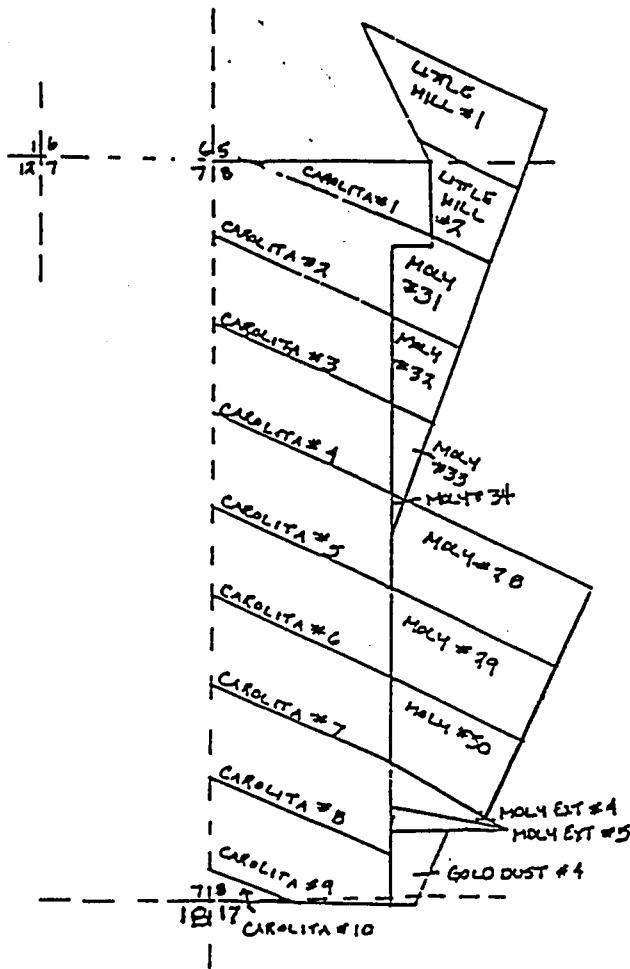 LITTLE
HILL #1
1 6
12 7
6 5
7 8
CAROLITA #1
LITTLE
HILL
#2
CAROLITA #2
MOLY
#31
CAROLITA #3
MOLY
#32
CAROLITA #4
MOLY
#33
MOLY #34
CAROLITA #5
MOLY #28
CAROLITA #6
MOLY #29
CAROLITA #7
MOLY #30
CAROLITA #8
MOLY EXT #4
MOLY EXT #5
CAROLITA #9
GOLD DUST #4
7 8
18 17
CAROLITA #10